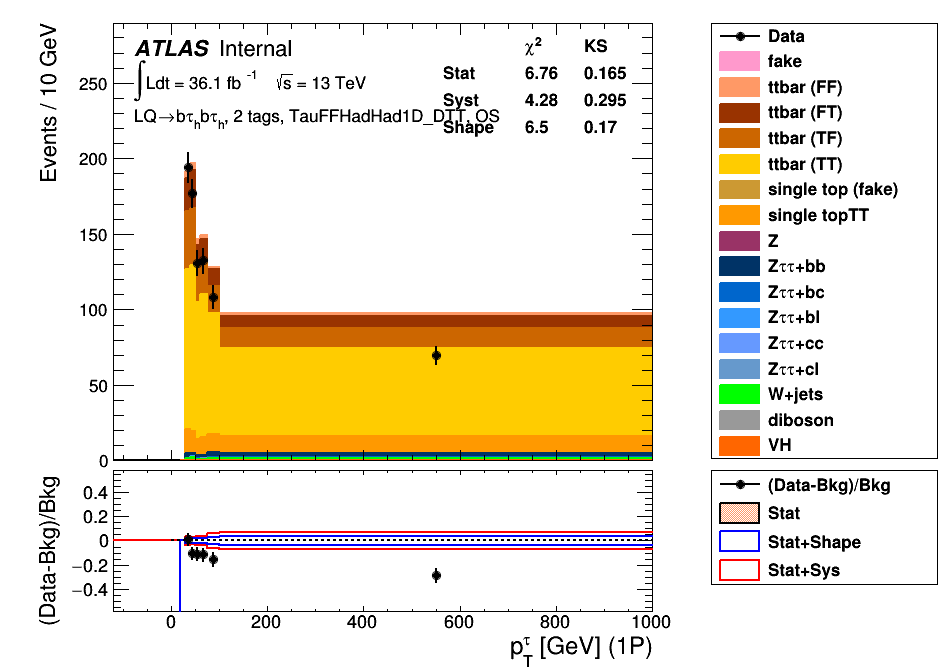 Events / 10 GeV
ATLAS Internal
∫Ldt = 36.1 fb⁻¹ √s = 13 TeV
LQ→bτₕbτₕ, 2 tags, TauFFHadHad1D_DTT, OS
χ² KS
Stat 6.76 0.165
Syst 4.28 0.295
Shape 6.5 0.17
250
200
150
100
50
0
Data
fake
ttbar (FF)
ttbar (FT)
ttbar (TF)
ttbar (TT)
single top (fake)
single topTT
Z
Zττ+bb
Zττ+bc
Zττ+bl
Zττ+cc
Zττ+cl
W+jets
diboson
VH
(Data-Bkg)/Bkg
0.4
0.2
0
−0.2
−0.4
0 200 400 600 800 1000
p_T^τ [GeV] (1P)
(Data-Bkg)/Bkg
Stat
Stat+Shape
Stat+Sys